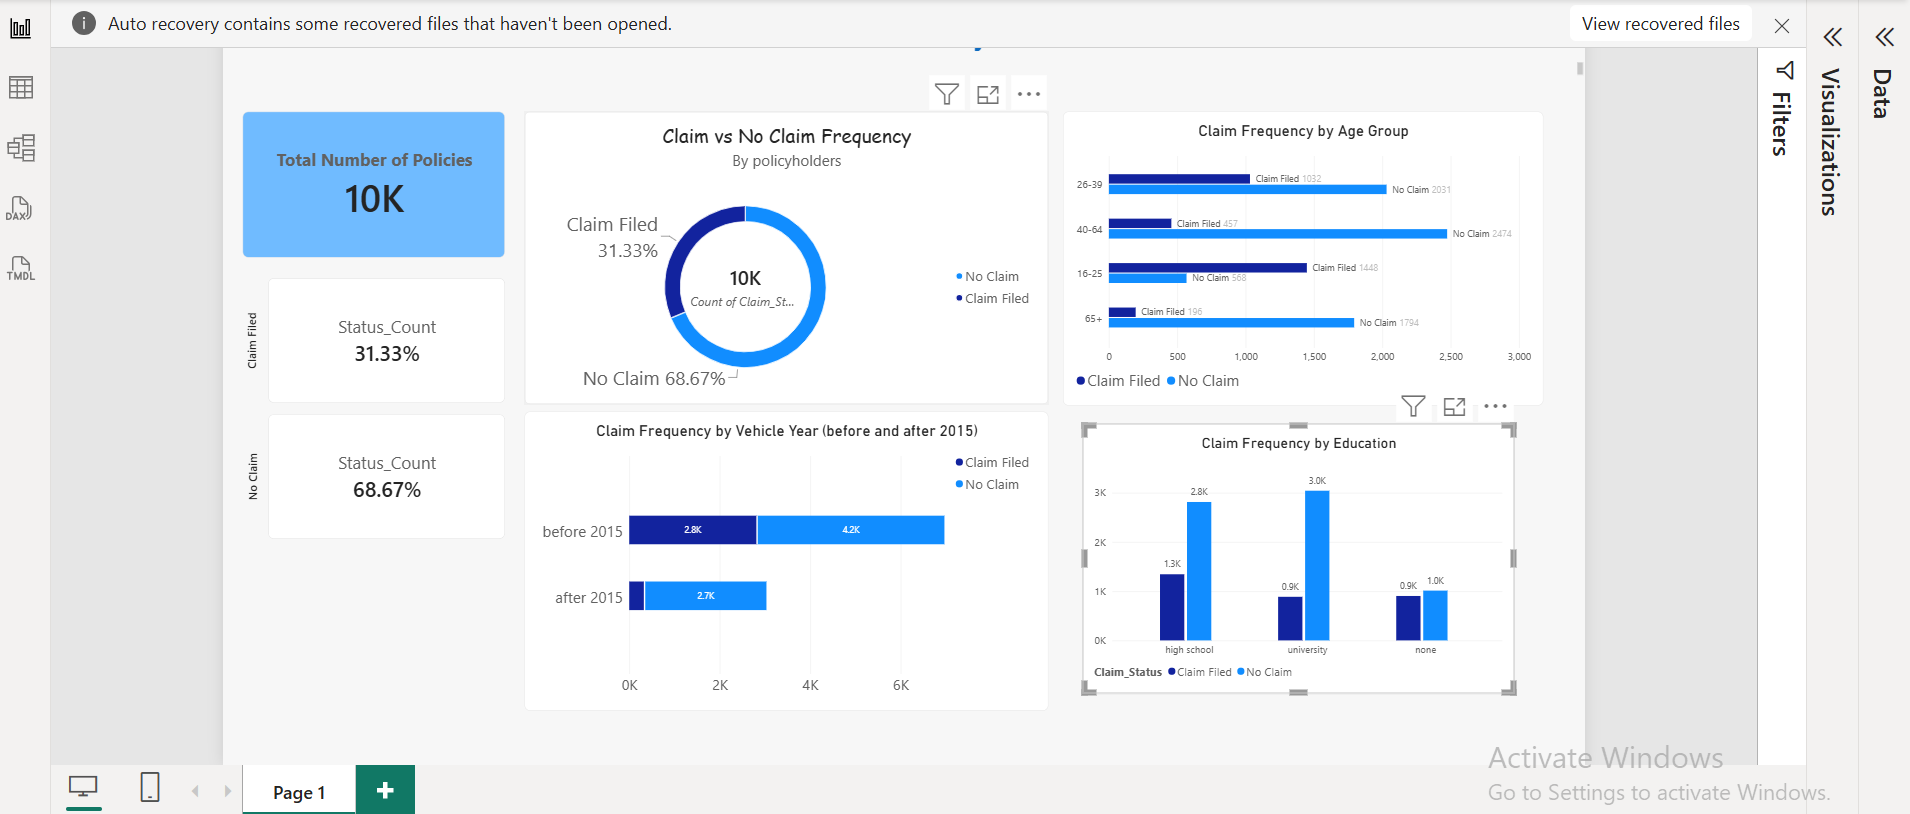 Auto recovery contains some recovered files that haven't been opened.
View recovered files
Total Number of Policies
10K
Claim Filed
Status_Count
31.33%
No Claim
Status_Count
68.67%
Claim vs No Claim Frequency
By policyholders
Claim Filed
31.33%
10K
Count of Claim_St...
No Claim 68.67%
No Claim
Claim Filed
Claim Frequency by Age Group
26-39
Claim Filed 1032
No Claim 2031
40-64
Claim Filed 457
No Claim 2474
16-25
Claim Filed 1448
No Claim 568
65+
Claim Filed 196
No Claim 1794
0 500 1,000 1,500 2,000 2,500 3,000
Claim Filed No Claim
Claim Frequency by Vehicle Year (before and after 2015)
Claim Filed
No Claim
before 2015 2.8K 4.2K
after 2015 2.7K
0K 2K 4K 6K
Claim Frequency by Education
3K
2K
1K
0K
1.3K 2.8K
0.9K 3.0K
0.9K 1.0K
high school university none
Claim_Status Claim Filed No Claim
Filters
Visualizations
Data
DAX
TMDL
Page 1
Activate Windows
Go to Settings to activate Windows.